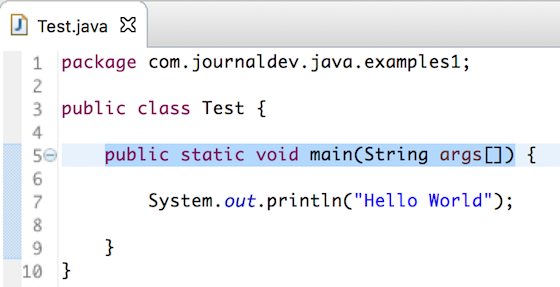 Test.java
1 package com.journaldev.java.examples1;
2
3 public class Test {
4
5 public static void main(String args[]) {
6
7 System.out.println("Hello World");
8
9 }
10 }